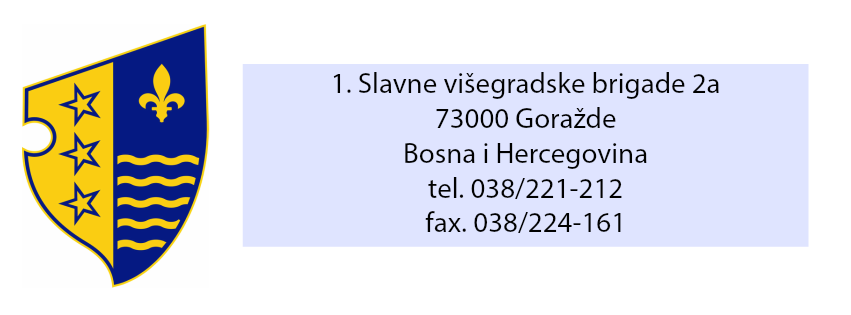 1. Slavne višegradske brigade 2a
73000 Goražde
Bosna i Hercegovina
tel. 038/221-212
fax. 038/224-161